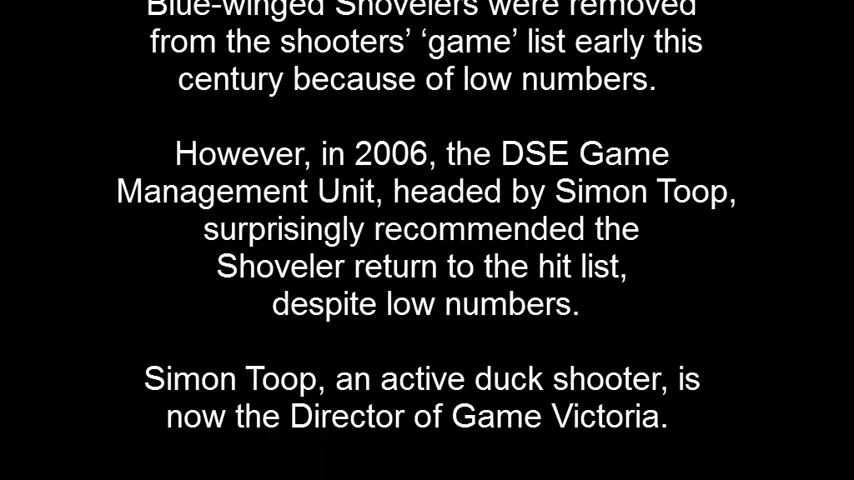 Blue-winged Shovelers were removed
from the shooters’ ‘game’ list early this
century because of low numbers.
However, in 2006, the DSE Game
Management Unit, headed by Simon Toop,
surprisingly recommended the
Shoveler return to the hit list,
despite low numbers.
Simon Toop, an active duck shooter, is
now the Director of Game Victoria.